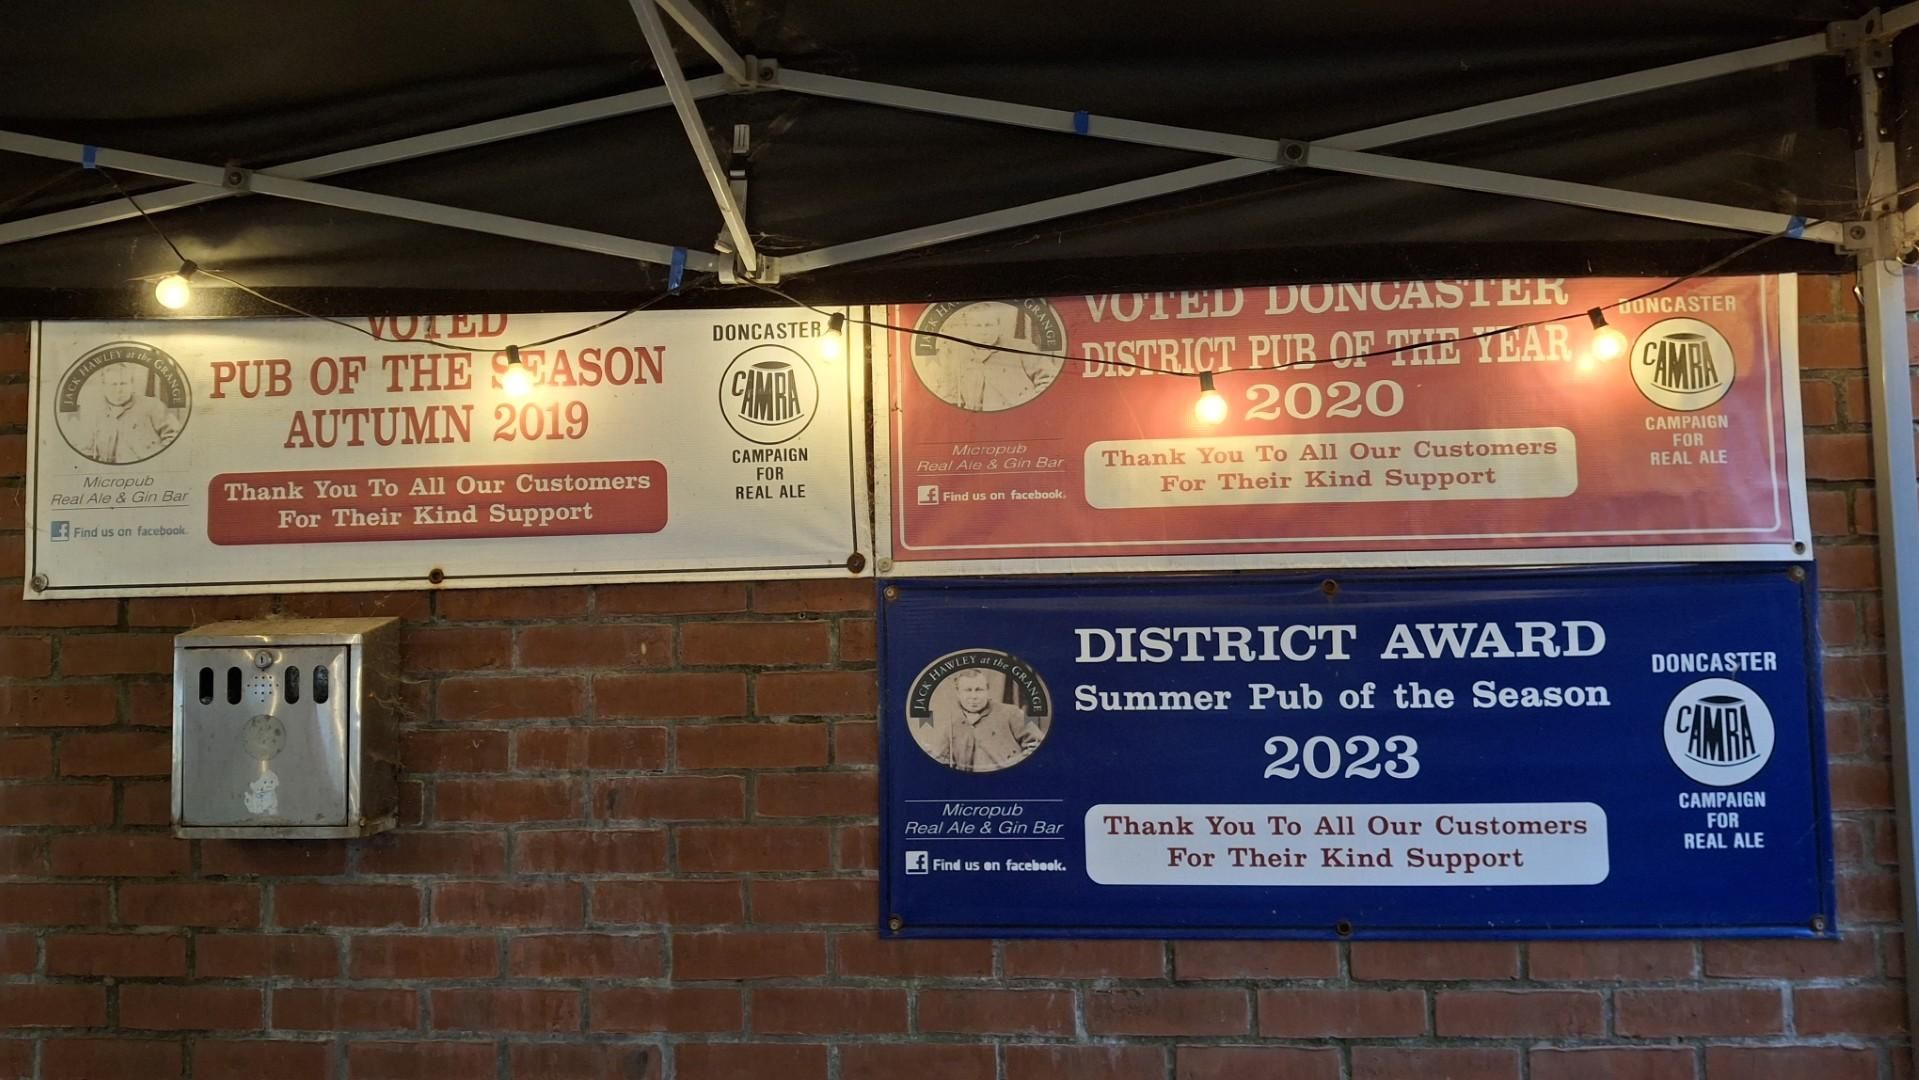 VOTED
PUB OF THE SEASON
AUTUMN 2019
Thank You To All Our Customers
For Their Kind Support
JACK HAWLEY at the GRANGE
Micropub
Real Ale & Gin Bar
f Find us on facebook.
DONCASTER
CAMRA
CAMPAIGN
FOR
REAL ALE
VOTED DONCASTER
DISTRICT PUB OF THE YEAR
2020
Thank You To All Our Customers
For Their Kind Support
Micropub
Real Ale & Gin Bar
f Find us on facebook.
DONCASTER
CAMRA
CAMPAIGN
FOR
REAL ALE
DISTRICT AWARD
Summer Pub of the Season
2023
Thank You To All Our Customers
For Their Kind Support
JACK HAWLEY at the GRANGE
Micropub
Real Ale & Gin Bar
f Find us on facebook.
DONCASTER
CAMRA
CAMPAIGN
FOR
REAL ALE